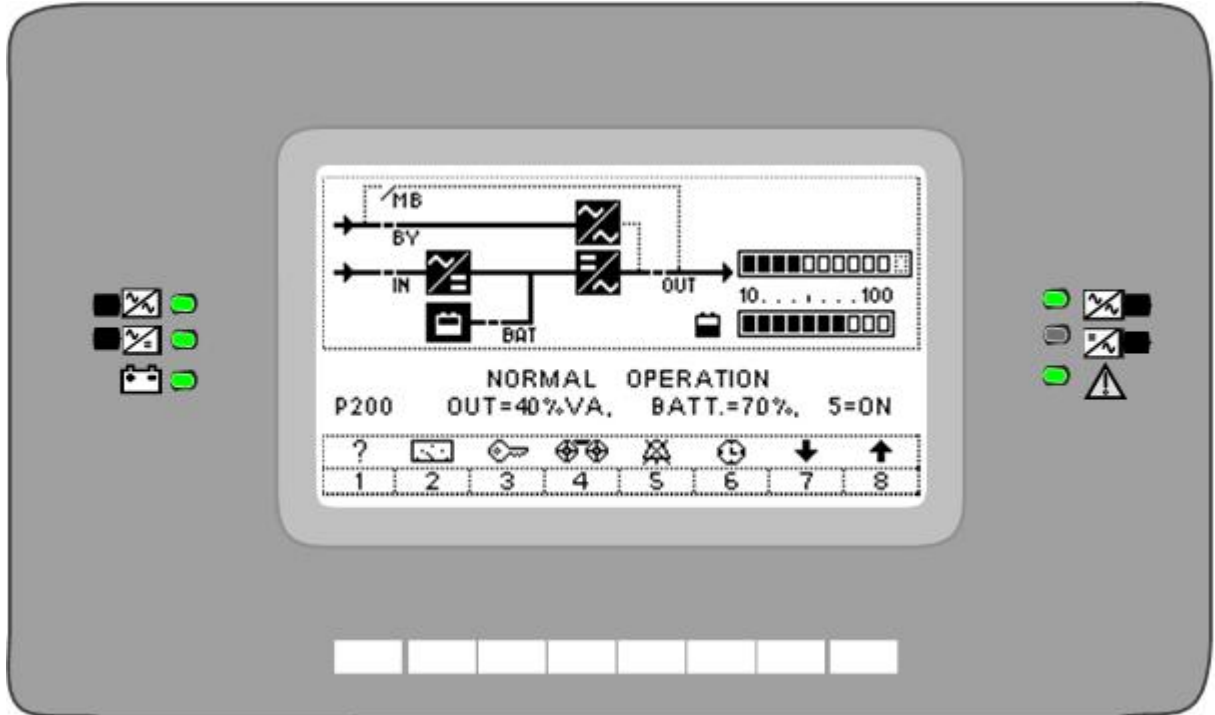 MB
BY
IN
OUT
BAT
10...ı...100
NORMAL OPERATION
P200 OUT=40%VA, BATT.=70%, 5=ON
?
1 2 3 4 5 6 7 8